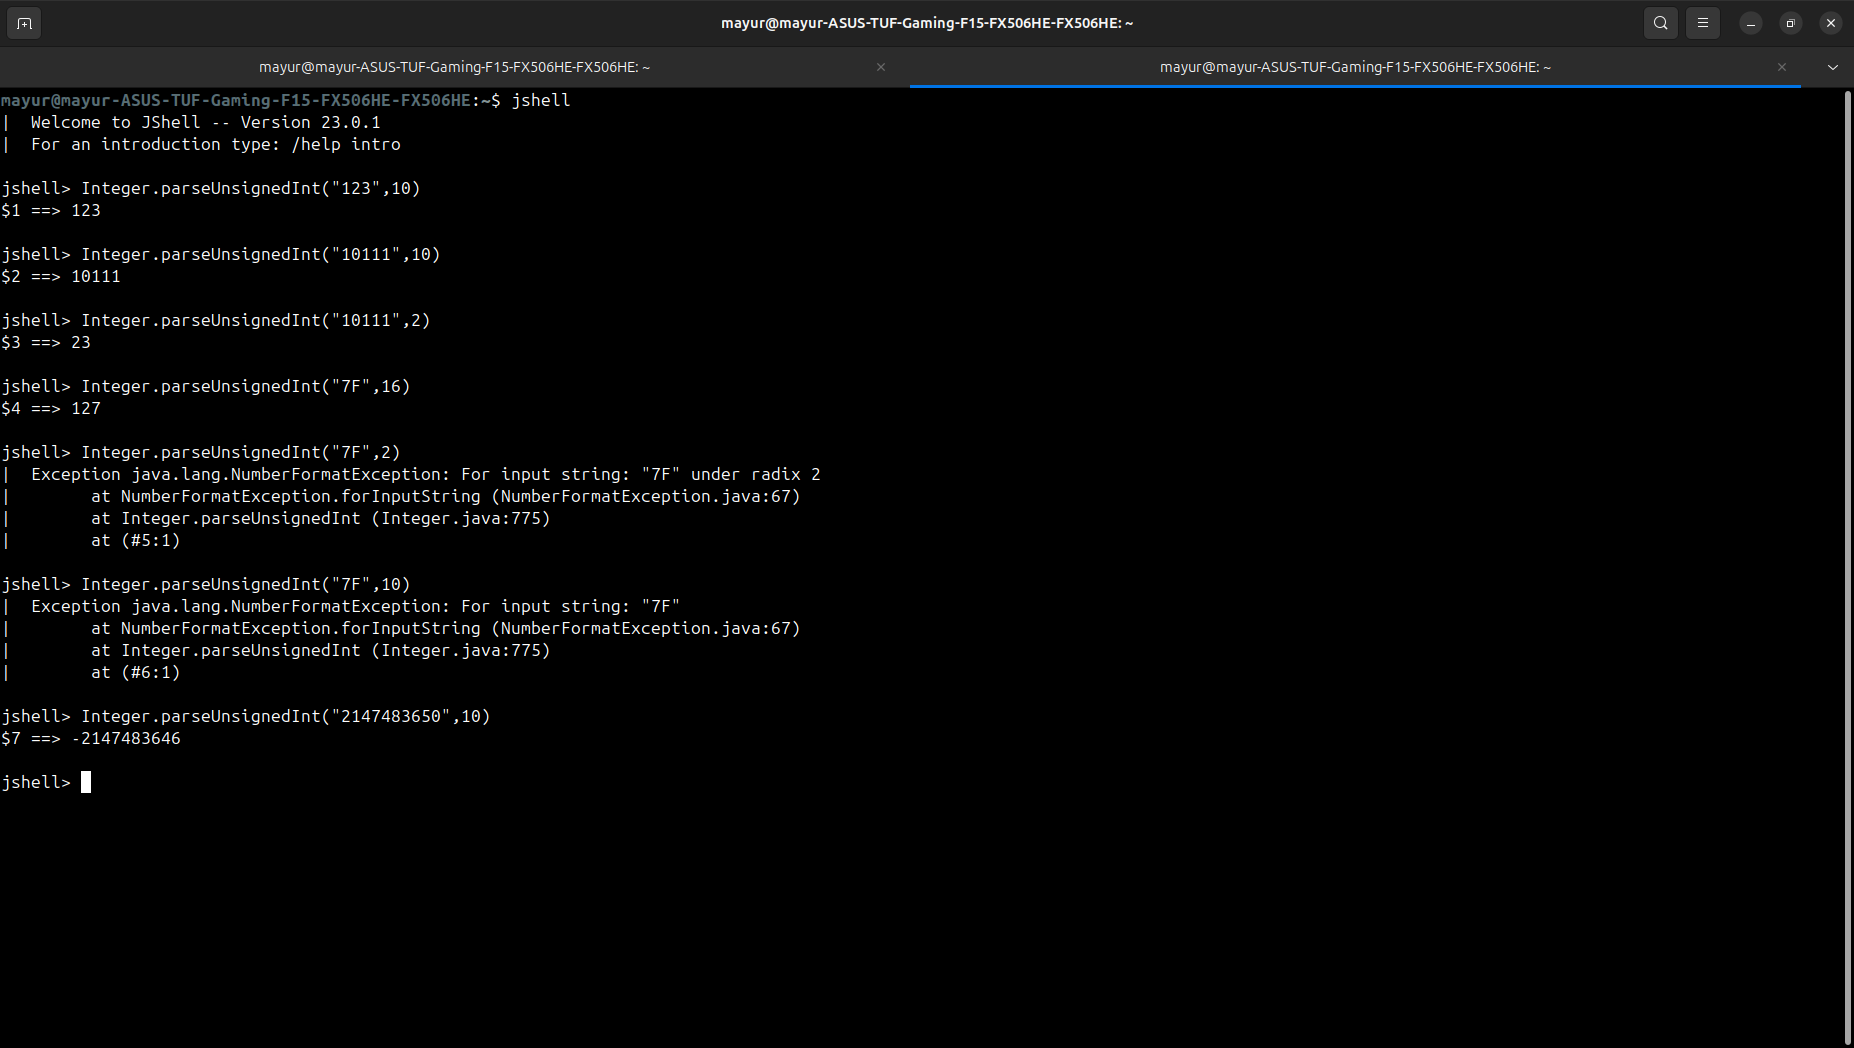 mayur@mayur-ASUS-TUF-Gaming-F15-FX506HE-FX506HE: ~
mayur@mayur-ASUS-TUF-Gaming-F15-FX506HE-FX506HE: ~
mayur@mayur-ASUS-TUF-Gaming-F15-FX506HE-FX506HE: ~
mayur@mayur-ASUS-TUF-Gaming-F15-FX506HE-FX506HE:~$ jshell
|  Welcome to JShell -- Version 23.0.1
|  For an introduction type: /help intro
jshell> Integer.parseUnsignedInt("123",10)
$1 ==> 123
jshell> Integer.parseUnsignedInt("10111",10)
$2 ==> 10111
jshell> Integer.parseUnsignedInt("10111",2)
$3 ==> 23
jshell> Integer.parseUnsignedInt("7F",16)
$4 ==> 127
jshell> Integer.parseUnsignedInt("7F",2)
|  Exception java.lang.NumberFormatException: For input string: "7F" under radix 2
|        at NumberFormatException.forInputString (NumberFormatException.java:67)
|        at Integer.parseUnsignedInt (Integer.java:775)
|        at (#5:1)
jshell> Integer.parseUnsignedInt("7F",10)
|  Exception java.lang.NumberFormatException: For input string: "7F"
|        at NumberFormatException.forInputString (NumberFormatException.java:67)
|        at Integer.parseUnsignedInt (Integer.java:775)
|        at (#6:1)
jshell> Integer.parseUnsignedInt("2147483650",10)
$7 ==> -2147483646
jshell>